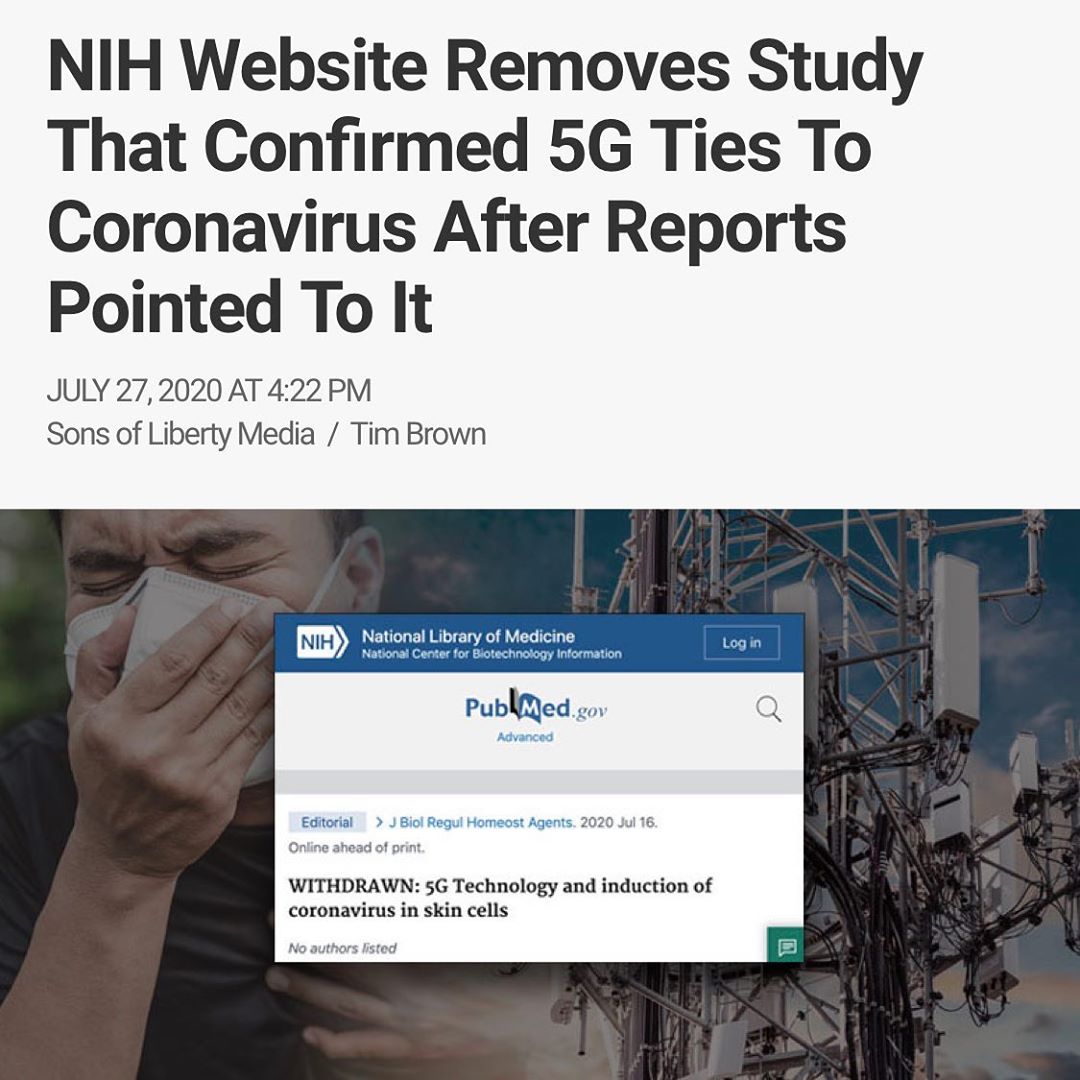 NIH Website Removes Study
That Confirmed 5G Ties To
Coronavirus After Reports
Pointed To It
JULY 27, 2020 AT 4:22 PM
Sons of Liberty Media / Tim Brown
NIH
National Library of Medicine
National Center for Biotechnology Information
Log in
PubMed.gov
Advanced
Editorial > J Biol Regul Homeost Agents. 2020 Jul 16.
Online ahead of print.
WITHDRAWN: 5G Technology and induction of
coronavirus in skin cells
No authors listed